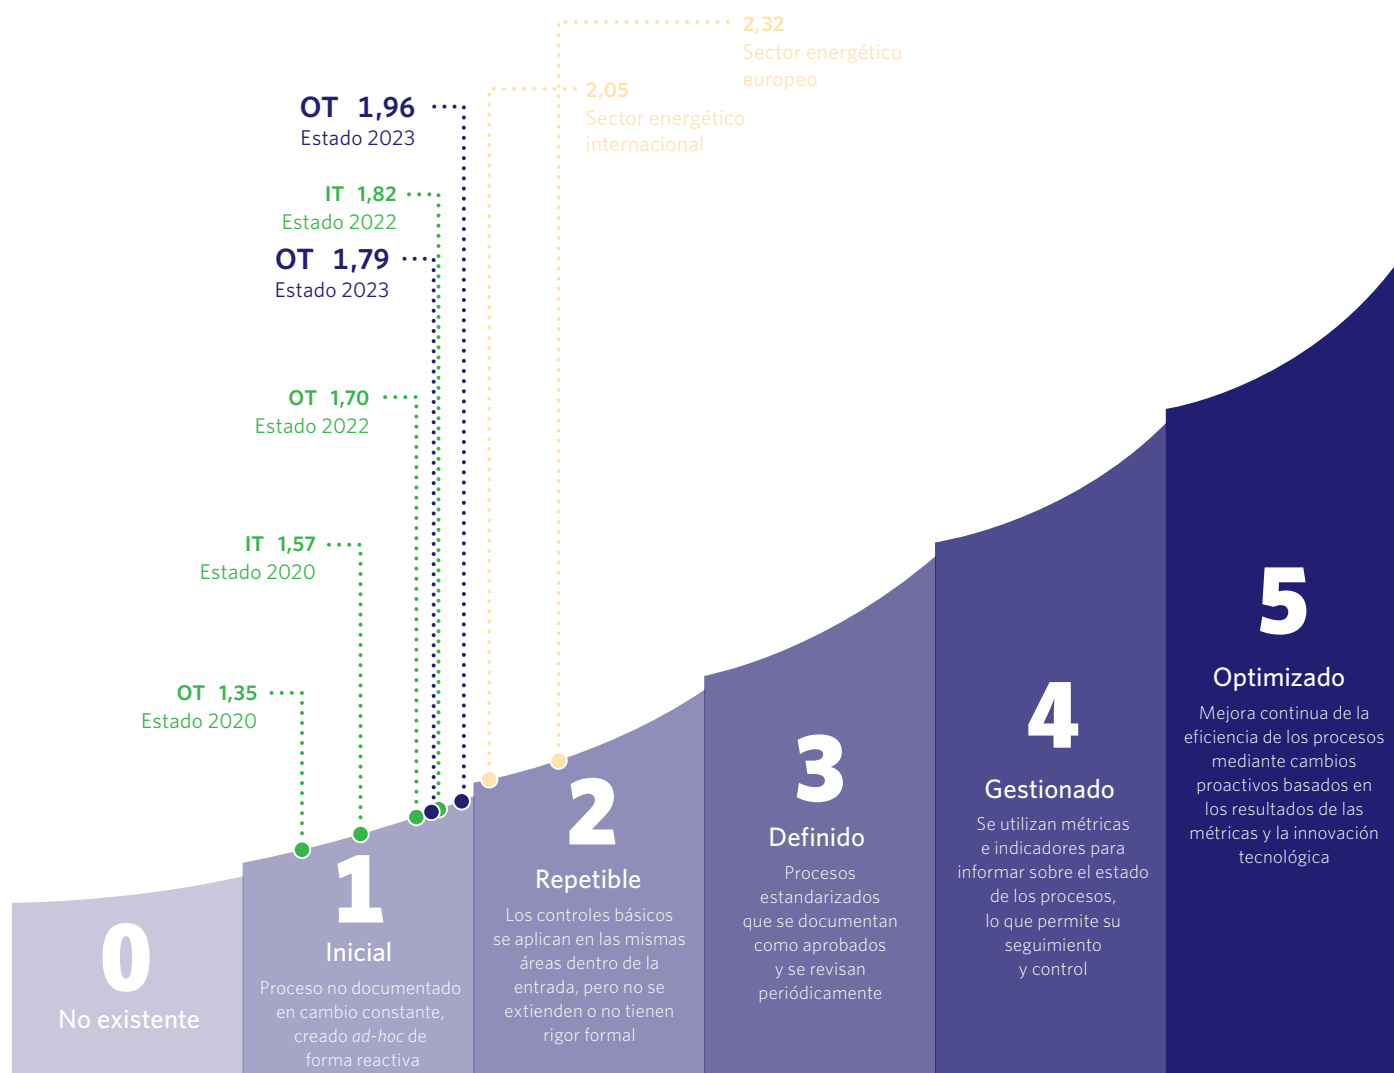 2,32
Sector energético
europeo
2,05
Sector energético
internacional
OT 1,96
Estado 2023
IT 1,82
Estado 2022
OT 1,79
Estado 2023
OT 1,70
Estado 2022
IT 1,57
Estado 2020
OT 1,35
Estado 2020
0
No existente
1
Inicial
Proceso no documentado
en cambio constante,
creado ad-hoc de
forma reactiva
2
Repetible
Los controles básicos
se aplican en las mismas
áreas dentro de la
entrada, pero no se
extienden o no tienen
rigor formal
3
Definido
Procesos
estandarizados
que se documentan
como aprobados
y se revisan
periódicamente
4
Gestionado
Se utilizan métricas
e indicadores para
informar sobre el estado
de los procesos,
lo que permite su
seguimiento
y control
5
Optimizado
Mejora continua de la
eficiencia de los procesos
mediante cambios
proactivos basados en
los resultados de las
métricas y la innovación
tecnológica